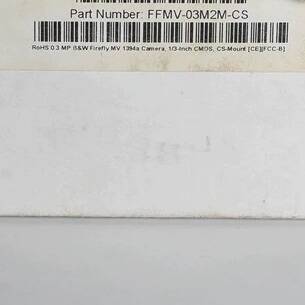 Part Number: FFMV-03M2M-CS
RoHS 0.3 MP B&W Firefly MV 1394a Camera, 1/3-Inch CMOS, CS-Mount [CE][FCC-B]